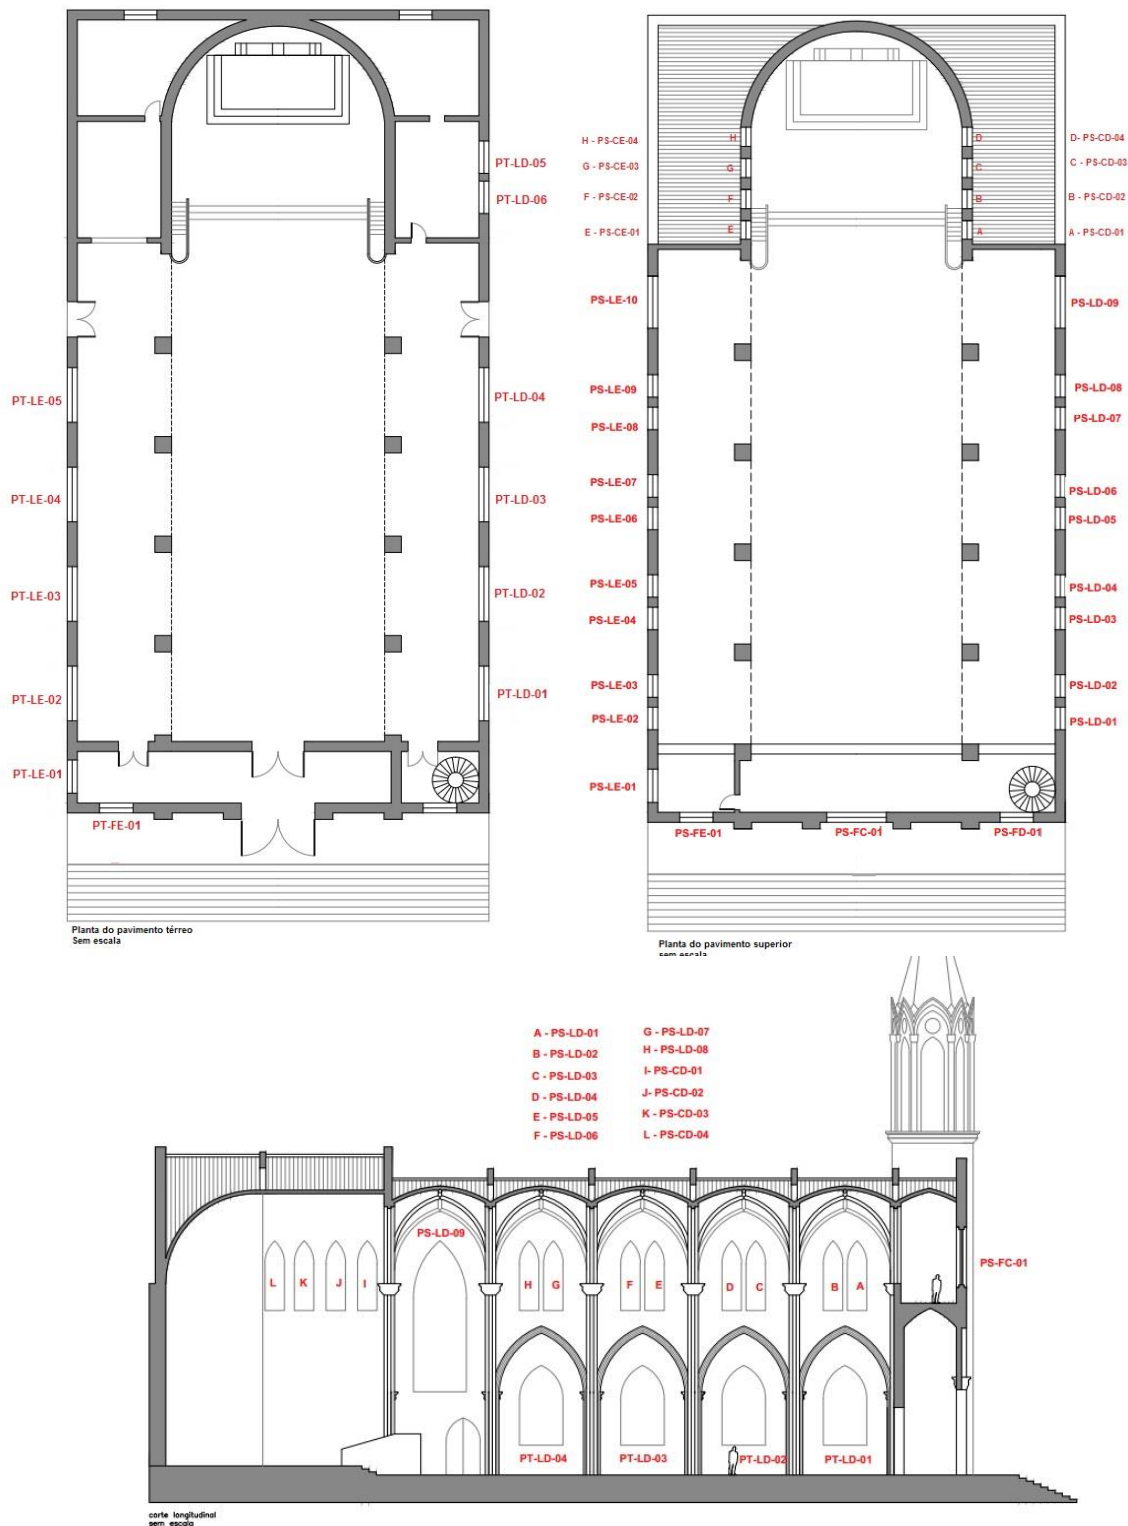 PT-LD-05
PT-LD-06
PT-LE-05
PT-LD-04
PT-LE-04
PT-LD-03
PT-LE-03
PT-LD-02
PT-LE-02
PT-LD-01
PT-LE-01
PT-FE-01
Planta do pavimento térreo
Sem escala
H - PS-CE-04
H
D
D- PS-CD-04
G - PS-CE-03
G
C
C - PS-CD-03
F - PS-CE-02
F
B
B - PS-CD-02
E - PS-CE-01
E
A
A - PS-CD-01
PS-LE-10
PS-LD-09
PS-LE-09
PS-LD-08
PS-LE-08
PS-LD-07
PS-LE-07
PS-LD-06
PS-LE-06
PS-LD-05
PS-LE-05
PS-LD-04
PS-LE-04
PS-LD-03
PS-LE-03
PS-LD-02
PS-LE-02
PS-LD-01
PS-LE-01
PS-FE-01
PS-FC-01
PS-FD-01
Planta do pavimento superior
sem escala
A - PS-LD-01
B - PS-LD-02
C - PS-LD-03
D - PS-LD-04
E - PS-LD-05
F - PS-LD-06
G - PS-LD-07
H - PS-LD-08
I- PS-CD-01
J- PS-CD-02
K - PS-CD-03
L - PS-CD-04
PS-LD-09
PS-FC-01
L K J I H G F E D C B A
PT-LD-04
PT-LD-03
PT-LD-02
PT-LD-01
corte longitudinal
sem escala